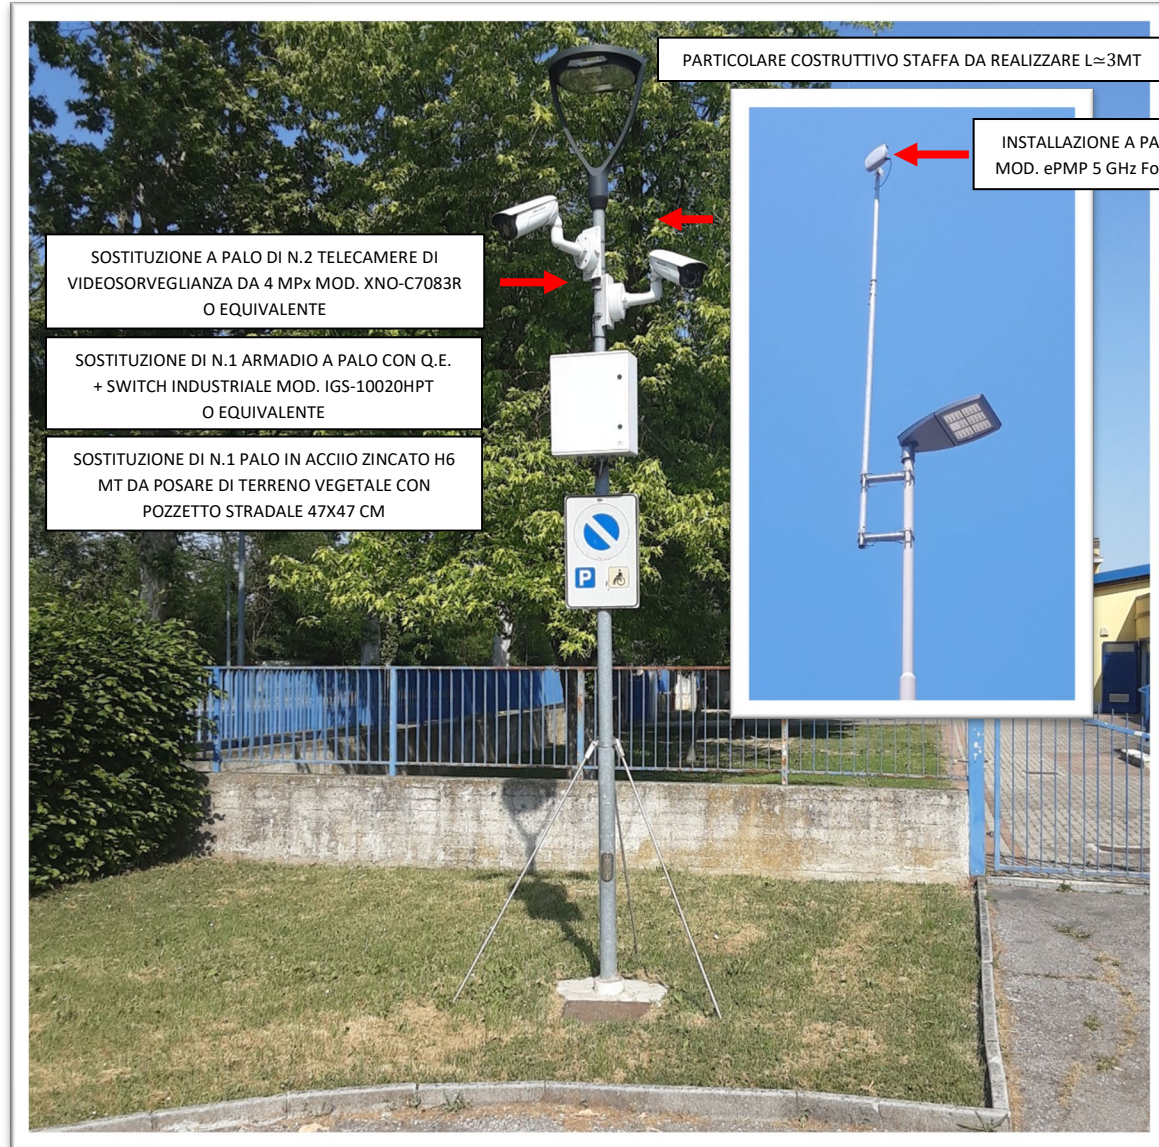 PARTICOLARE COSTRUTTIVO STAFFA DA REALIZZARE L≃3MT
INSTALLAZIONE A
MOD. ePMP 5 GHz
SOSTITUZIONE A PALO DI N.2 TELECAMERE DI
VIDEOSORVEGLIANZA DA 4 MPx MOD. XNO-C7083R
O EQUIVALENTE
SOSTITUZIONE DI N.1 ARMADIO A PALO CON Q.E.
+ SWITCH INDUSTRIALE MOD. IGS-10020HPT
O EQUIVALENTE
SOSTITUZIONE DI N.1 PALO IN ACCIIO ZINCATO H6
MT DA POSARE DI TERRENO VEGETALE CON
POZZETTO STRADALE 47X47 CM
P